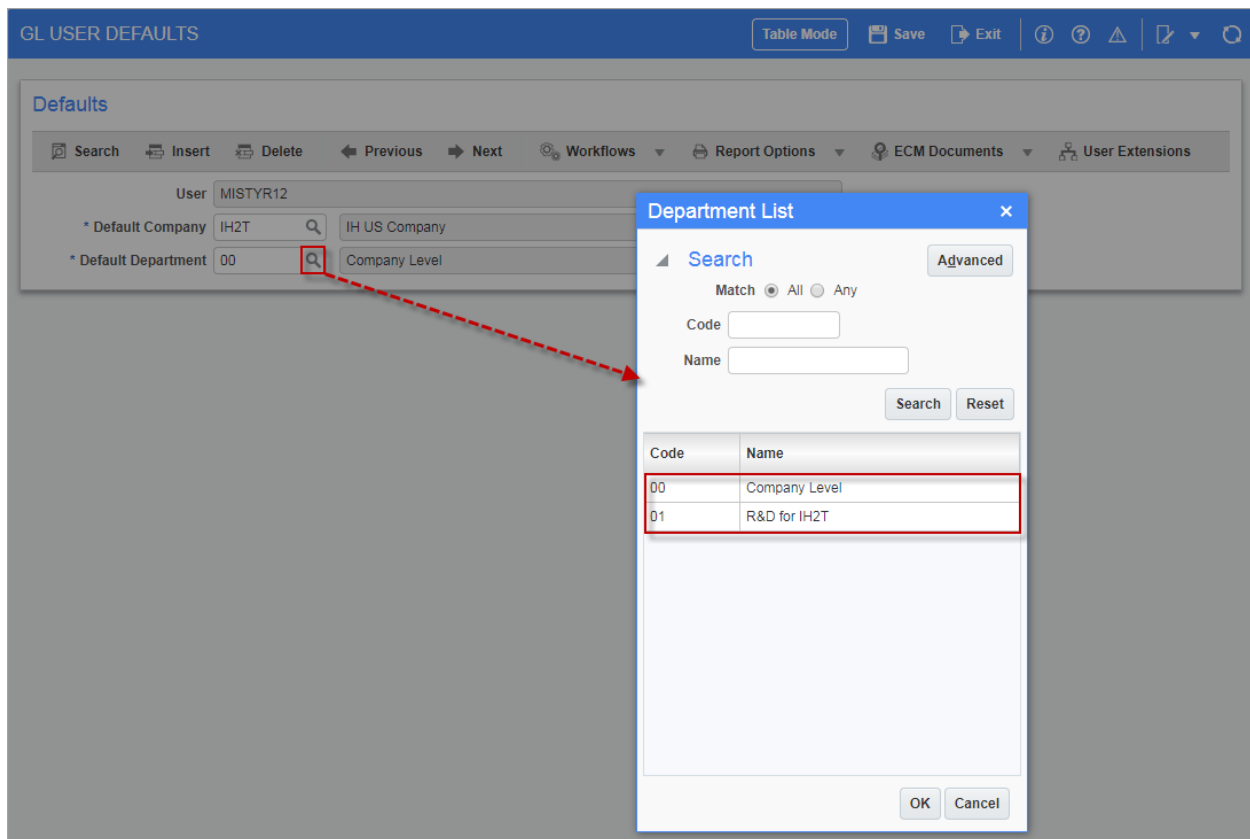 GL USER DEFAULTS Table Mode Save Exit
Defaults
Search Insert Delete Previous Next Workflows Report Options ECM Documents User Extensions
User MISTYR12
* Default Company IH2T IH US Company
* Default Department 00 Company Level
Department List
Search Advanced
Match All Any
Code
Name
Search Reset
Code Name
00 Company Level
01 R&D for IH2T
OK Cancel